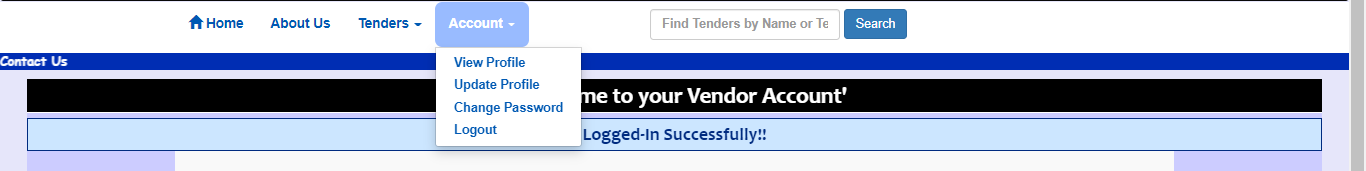 Home About Us Tenders Account Find Tenders by Name or Te Search
View Profile
Contact Us
Update Profile
me to your Vendor Account'
Change Password
Logout
Logged-In Successfully!!